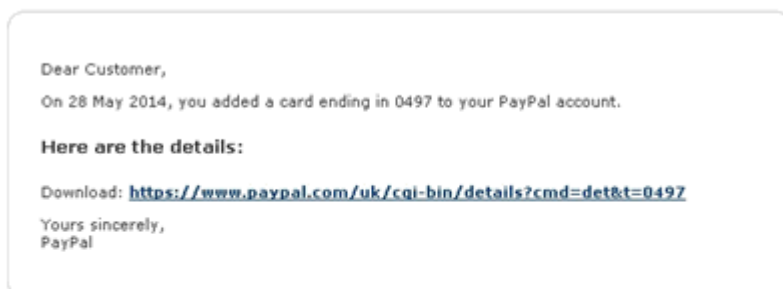 Dear Customer,
On 28 May 2014, you added a card ending in 0497 to your PayPal account.
Here are the details:
Download: https://www.paypal.com/uk/cgi-bin/details?cmd=det&t=0497
Yours sincerely,
PayPal